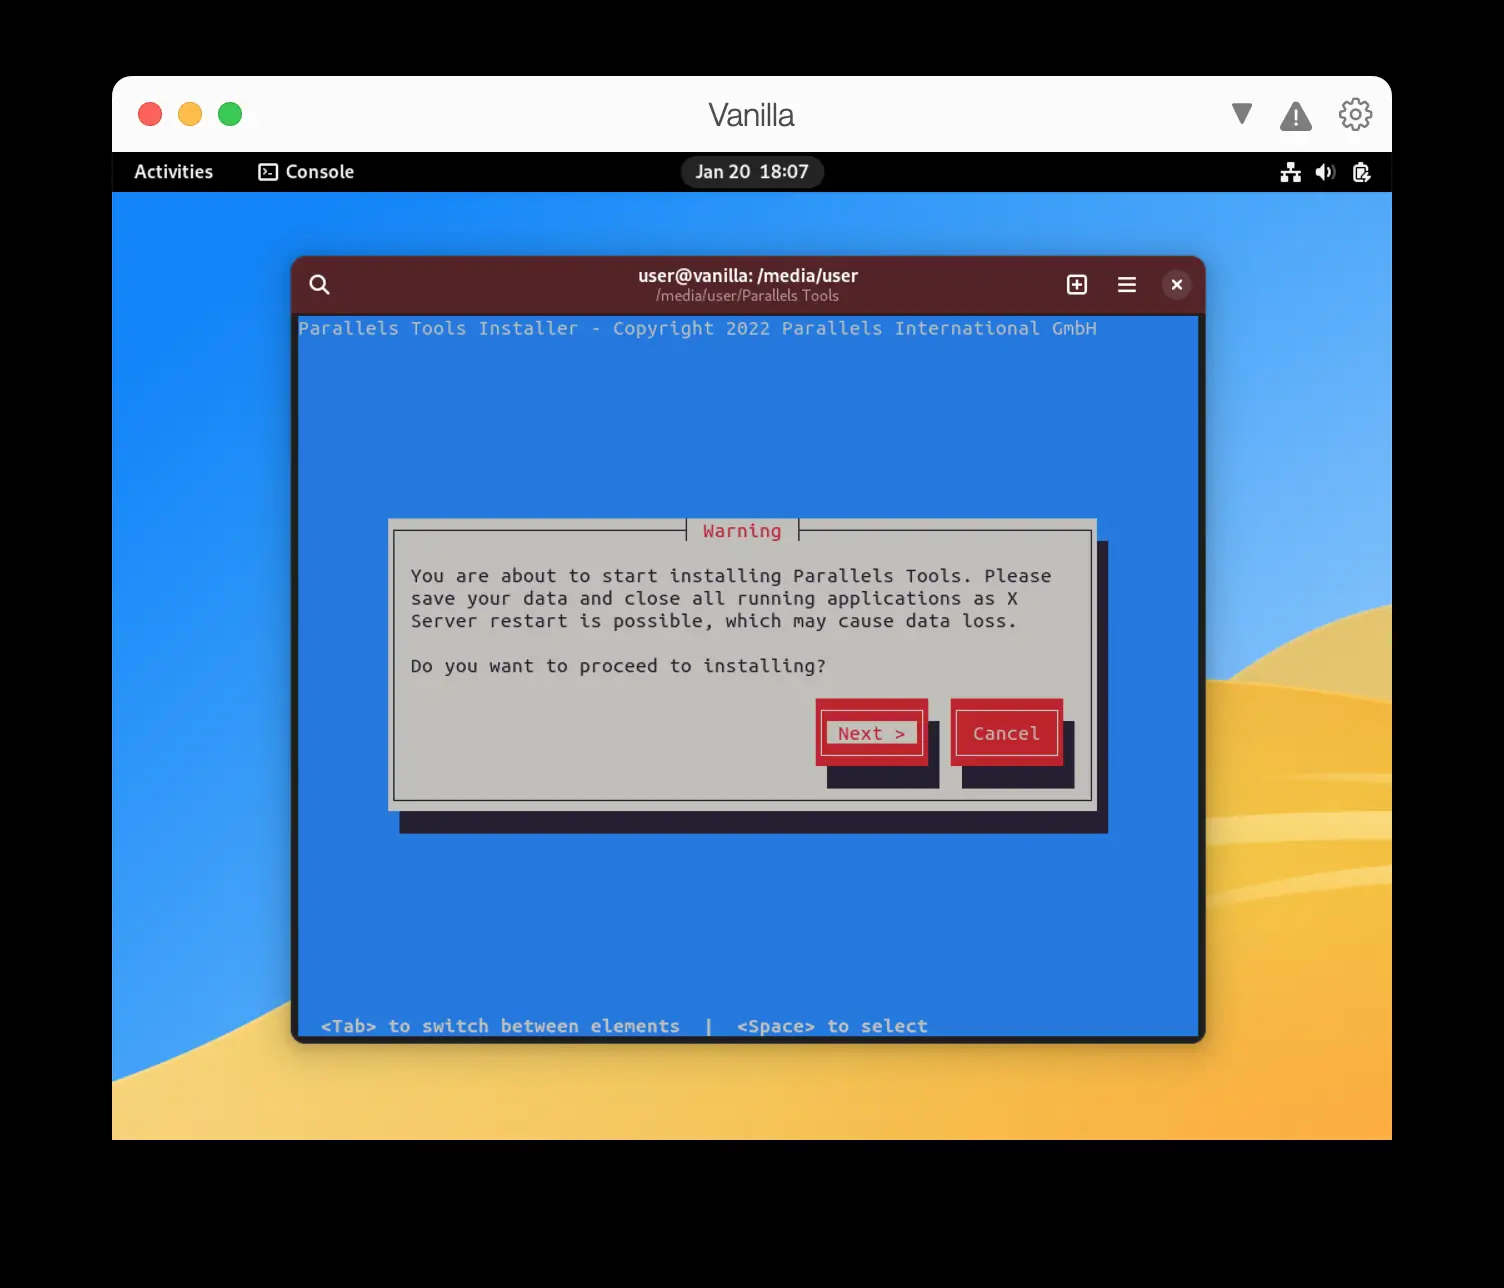 Vanilla
Activities
Console
Jan 20 18:07
user@vanilla: /media/user
/media/user/Parallels Tools
Parallels Tools Installer - Copyright 2022 Parallels International GmbH
Warning
You are about to start installing Parallels Tools. Please
save your data and close all running applications as X
Server restart is possible, which may cause data loss.
Do you want to proceed to installing?
Next >
Cancel
<Tab> to switch between elements | <Space> to select